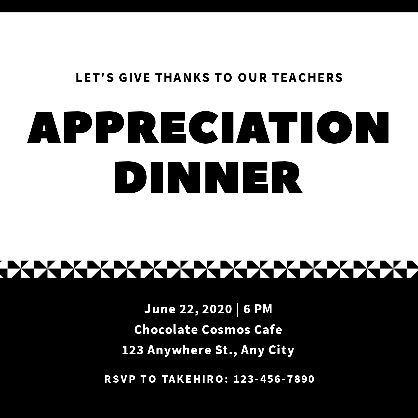 LET'S GIVE THANKS TO OUR TEACHERS
APPRECIATION
DINNER
June 22, 2020 | 6 PM
Chocolate Cosmos Cafe
123 Anywhere St., Any City
RSVP TO TAKEHIRO: 123-456-7890